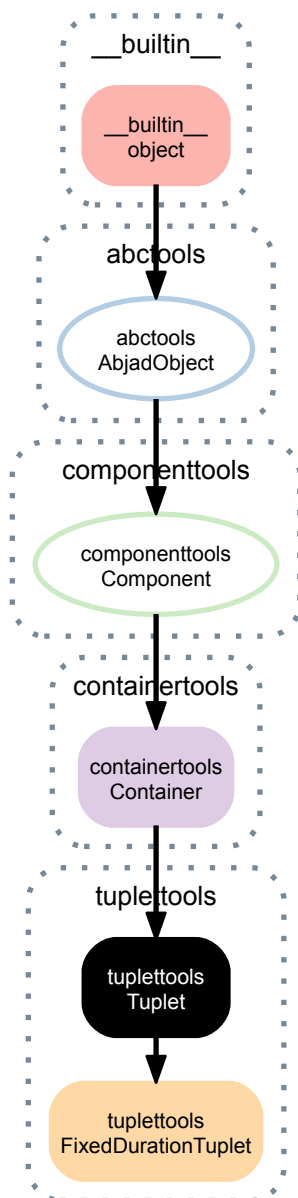 __builtin__
__builtin__
object
abctools
abctools
AbjadObject
componenttools
componenttools
Component
containertools
containertools
Container
tuplettools
tuplettools
Tuplet
tuplettools
FixedDurationTuplet